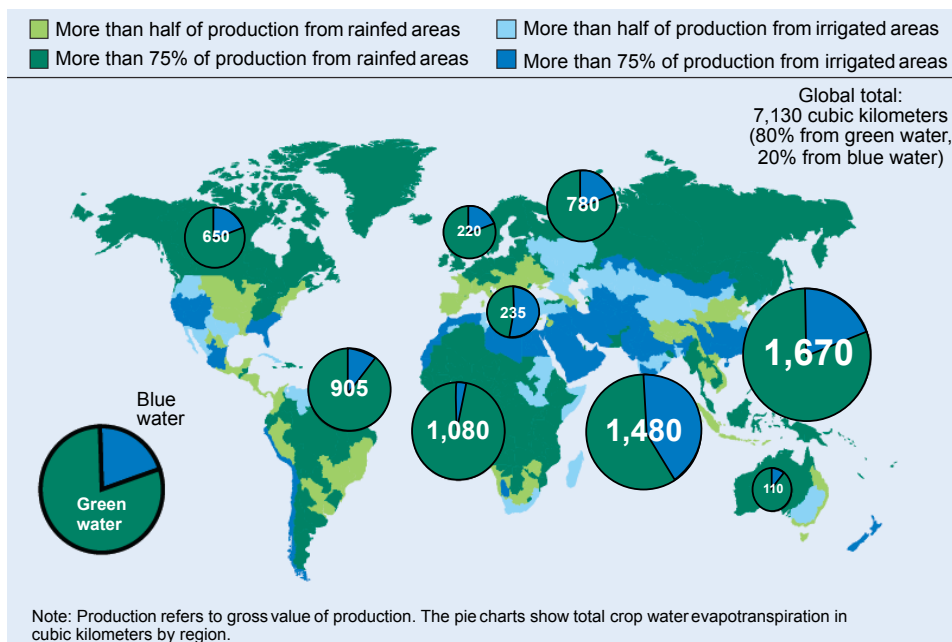 More than half of production from rainfed areas
More than half of production from irrigated areas
More than 75% of production from rainfed areas
More than 75% of production from irrigated areas
Global total:
7,130 cubic kilometers
(80% from green water,
20% from blue water)
780
650
220
235
1,670
905
1,080
1,480
Blue
water
110
Green
water
Note: Production refers to gross value of production. The pie charts show total crop water evapotranspiration in
cubic kilometers by region.